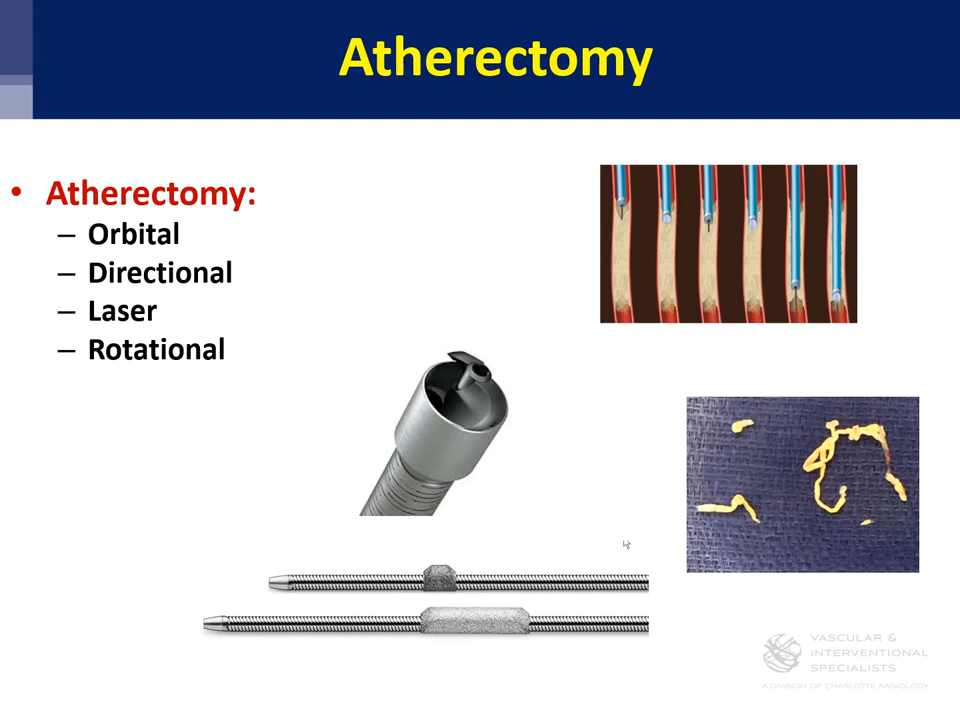 Atherectomy
• Atherectomy:
– Orbital
– Directional
– Laser
– Rotational
VASCULAR &
INTERVENTIONAL
SPECIALISTS
A DIVISION OF CHARLOTTE RADIOLOGY